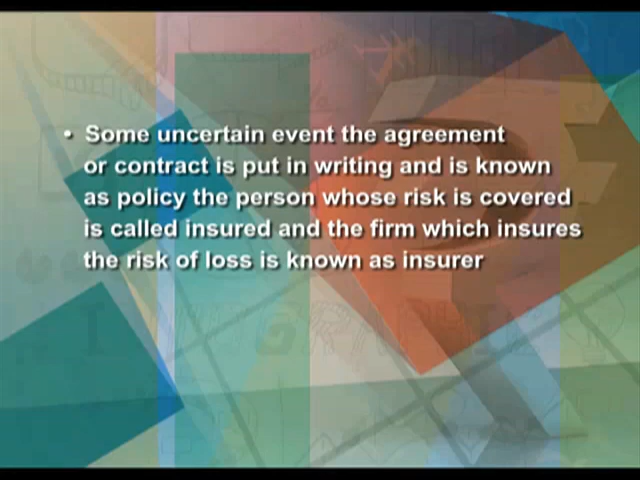 • Some uncertain event the agreement
or contract is put in writing and is known
as policy the person whose risk is covered
is called insured and the firm which insures
the risk of loss is known as insurer